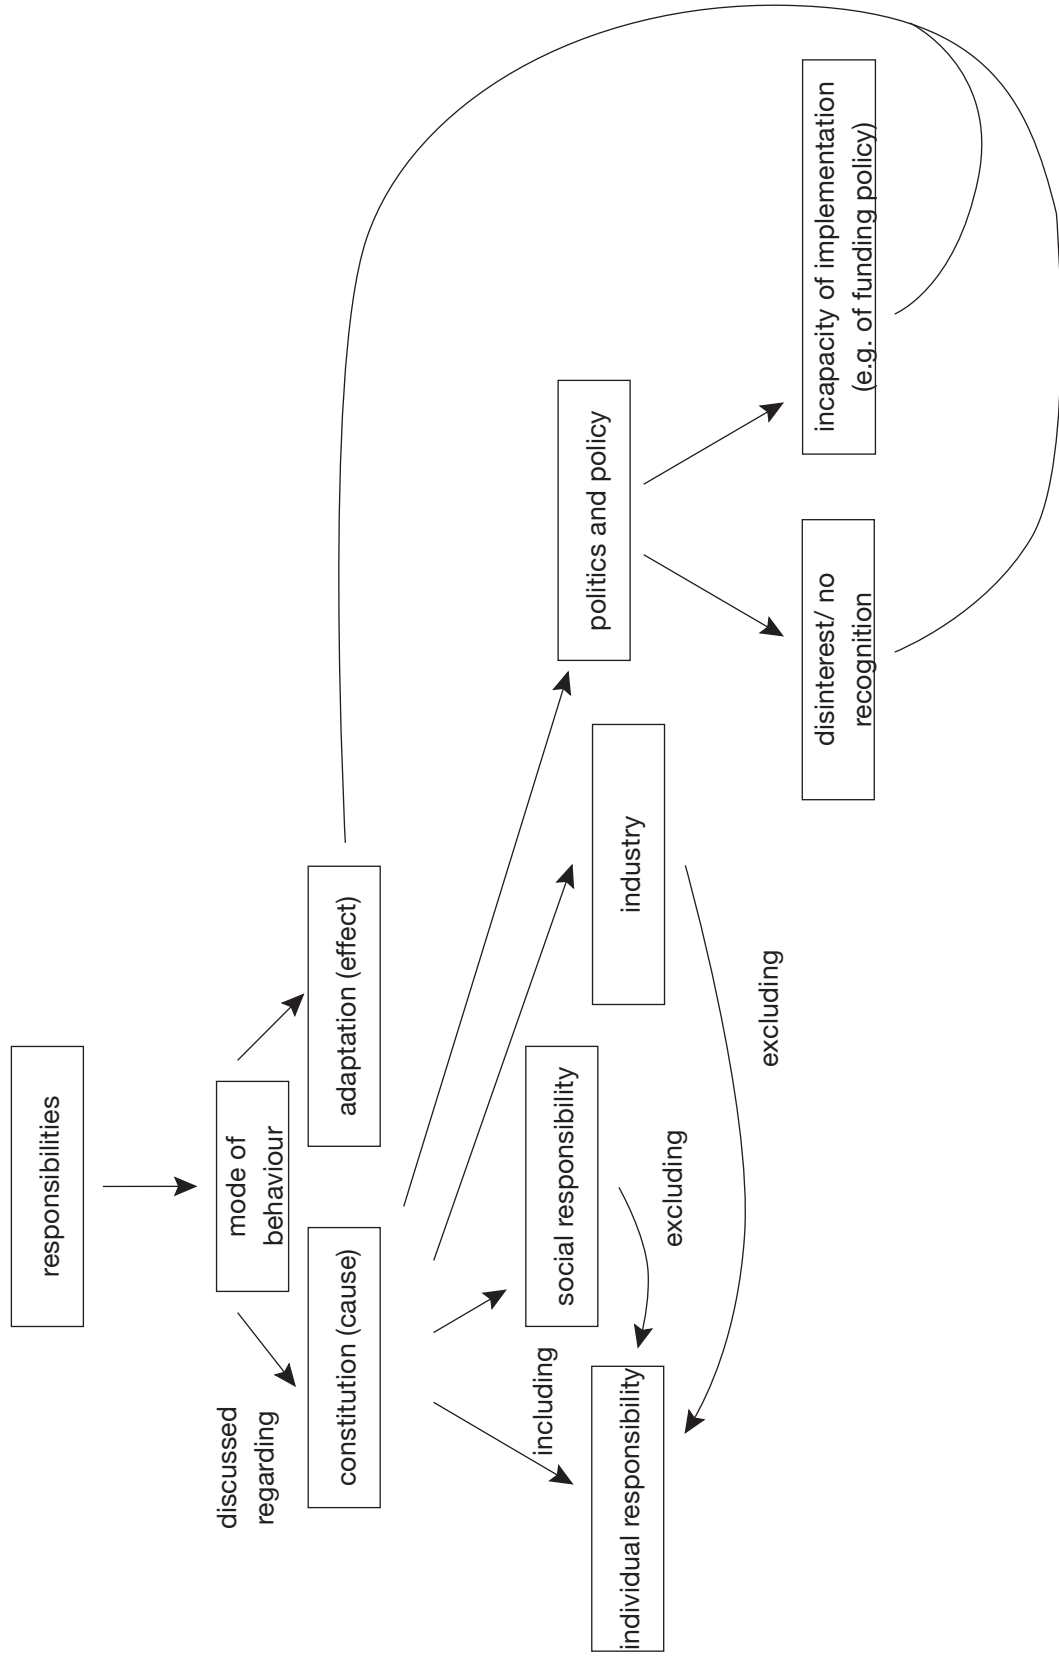 responsibilities
discussed
regarding
mode of
behaviour
constitution (cause)
adaptation (effect)
including
individual responsibility
social responsibility
excluding
industry
excluding
politics and policy
disinterest/ no
recognition
incapacity of implementation
(e.g. of funding policy)